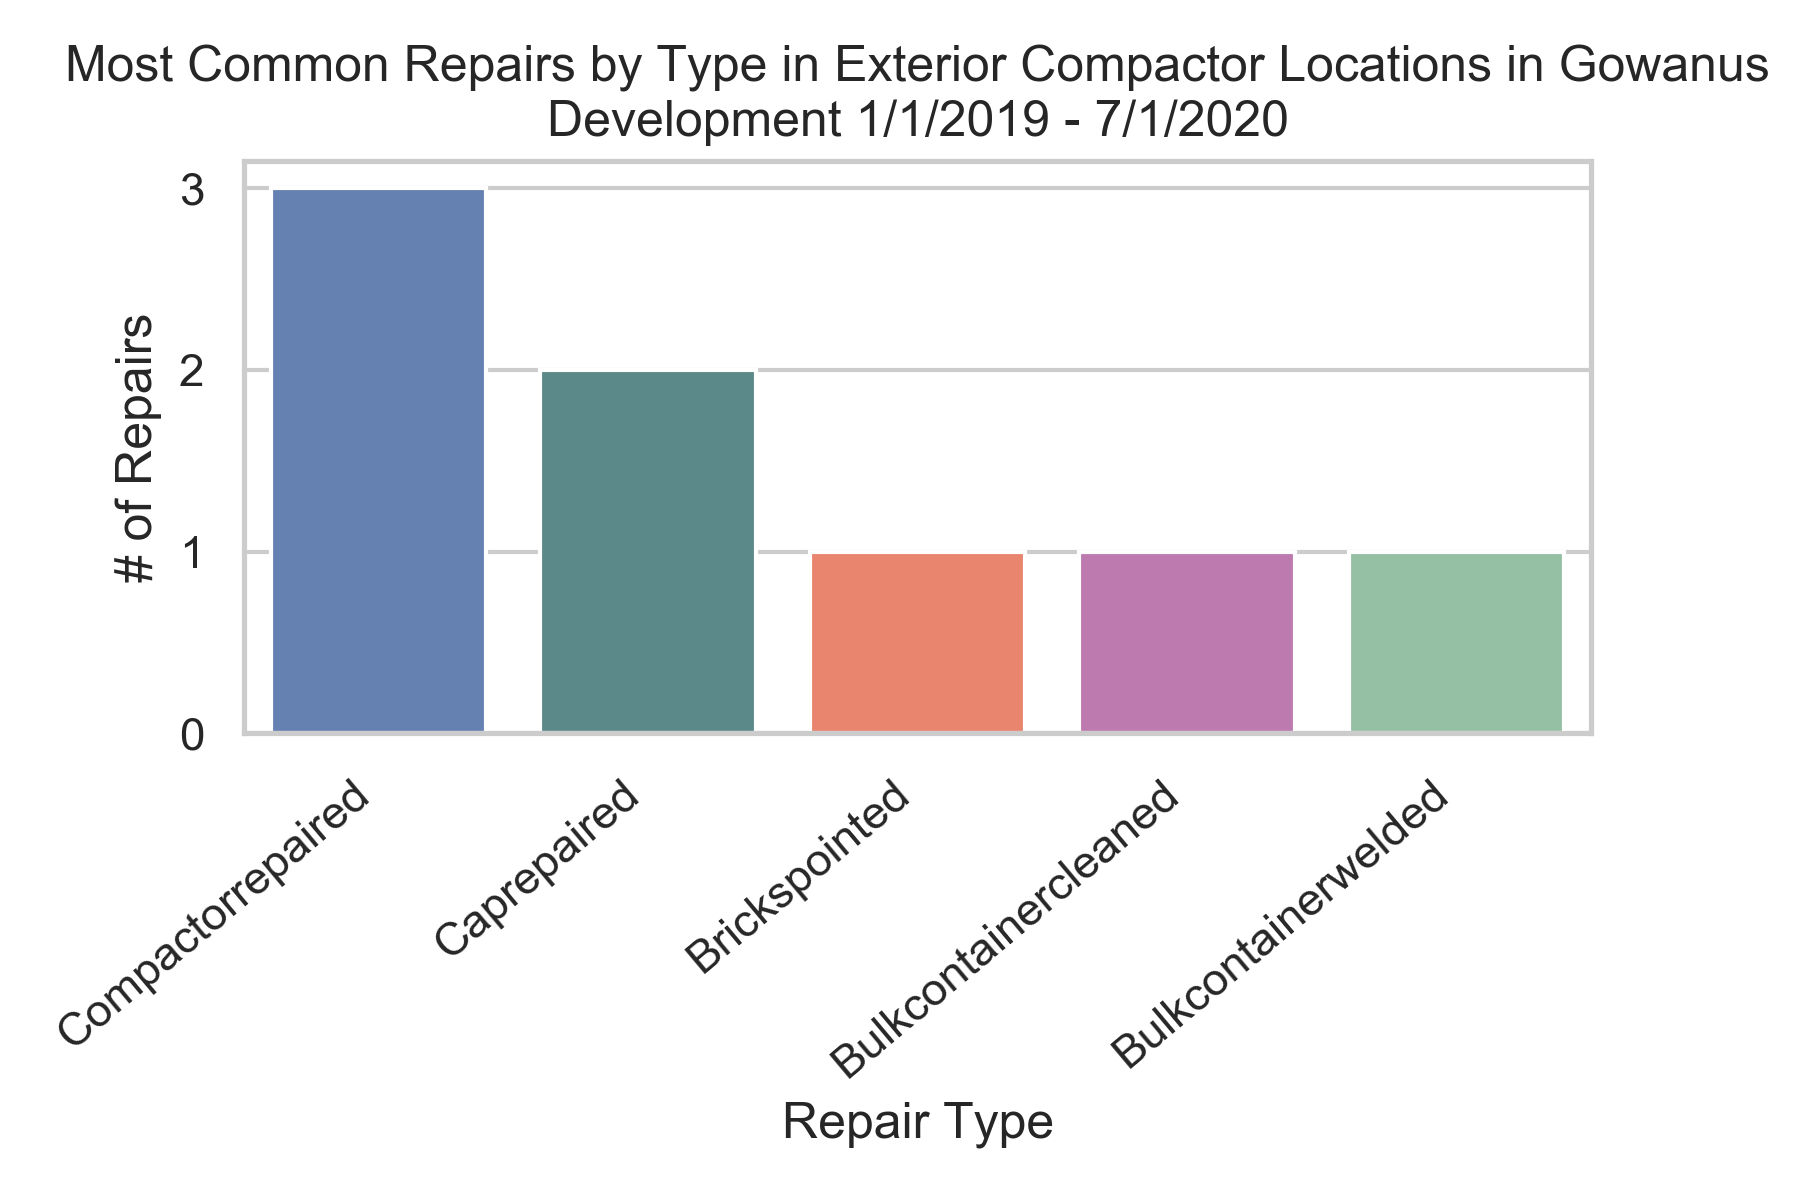 Most Common Repairs by Type in Exterior Compactor Locations in Gowanus
Development 1/1/2019 - 7/1/2020
# of Repairs
3
2
1
0
Compactorrepaired
Caprepaired
Brickspointed
Bulkcontainercleaned
Bulkcontainerwelded
Repair Type